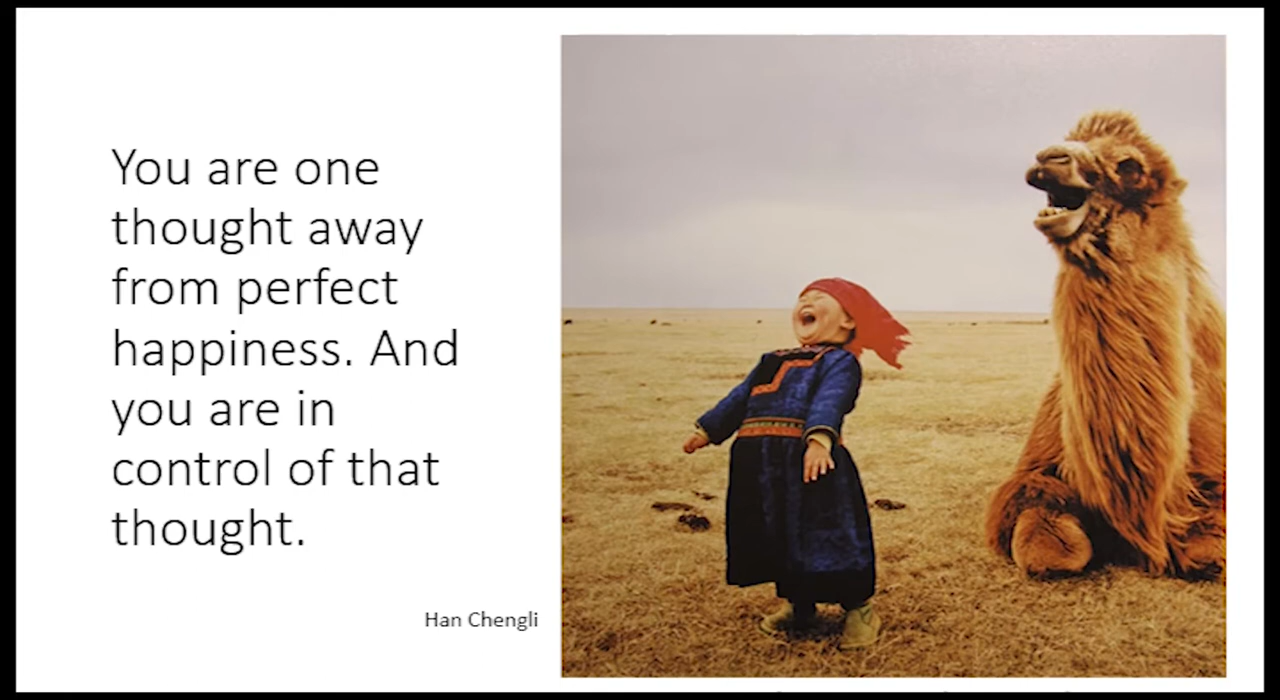 You are one
thought away
from perfect
happiness. And
you are in
control of that
thought.
Han Chengli